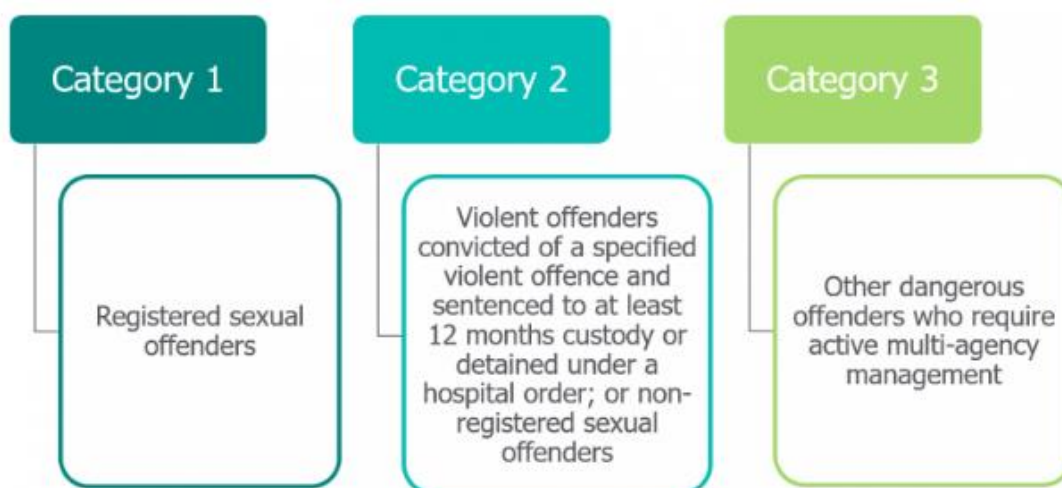 Category 1
Registered sexual
offenders
Category 2
Violent offenders
convicted of a specified
violent offence and
sentenced to at least
12 months custody or
detained under a
hospital order; or non-
registered sexual
offenders
Category 3
Other dangerous
offenders who require
active multi-agency
management